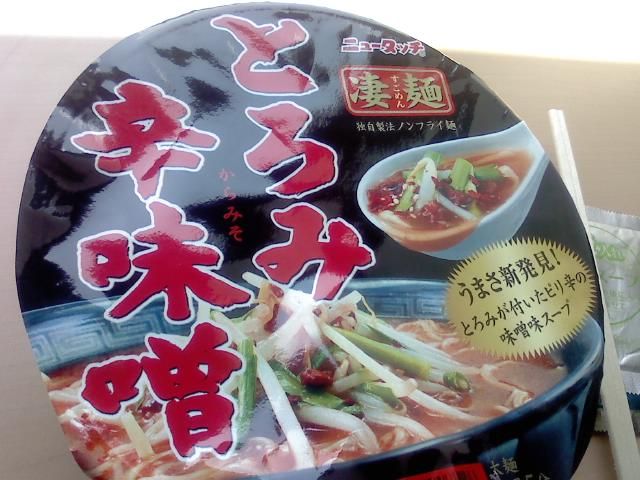 ニュータッチ
凄麺
すごめん
独自製法 ノンフライ麺
とろみ
辛味噌
からみそ
うまさ新発見!
とろみが付いたピリ辛の
味噌味スープ
太麺